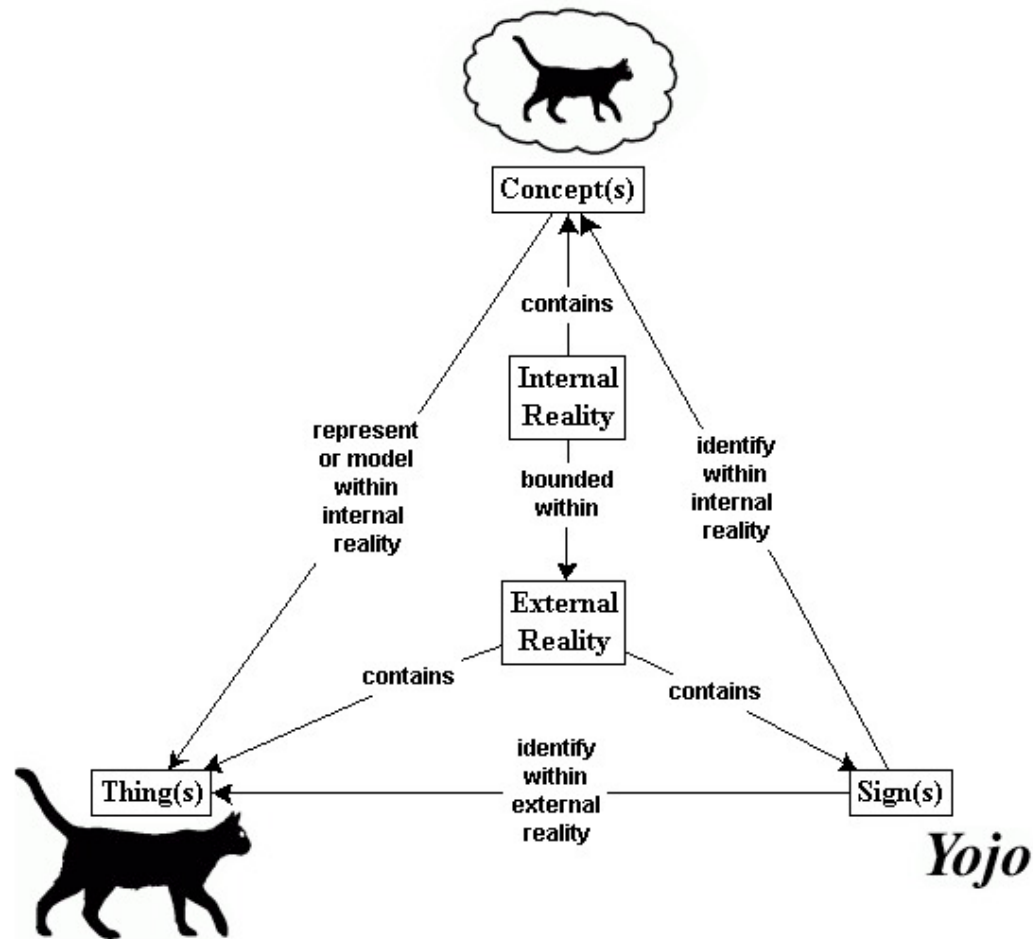 Concept(s)
contains
Internal
Reality
represent
or model
within
internal
reality
bounded
within
identify
within
internal
reality
External
Reality
contains
contains
identify
within
external
reality
Thing(s)
Sign(s)
Yojo